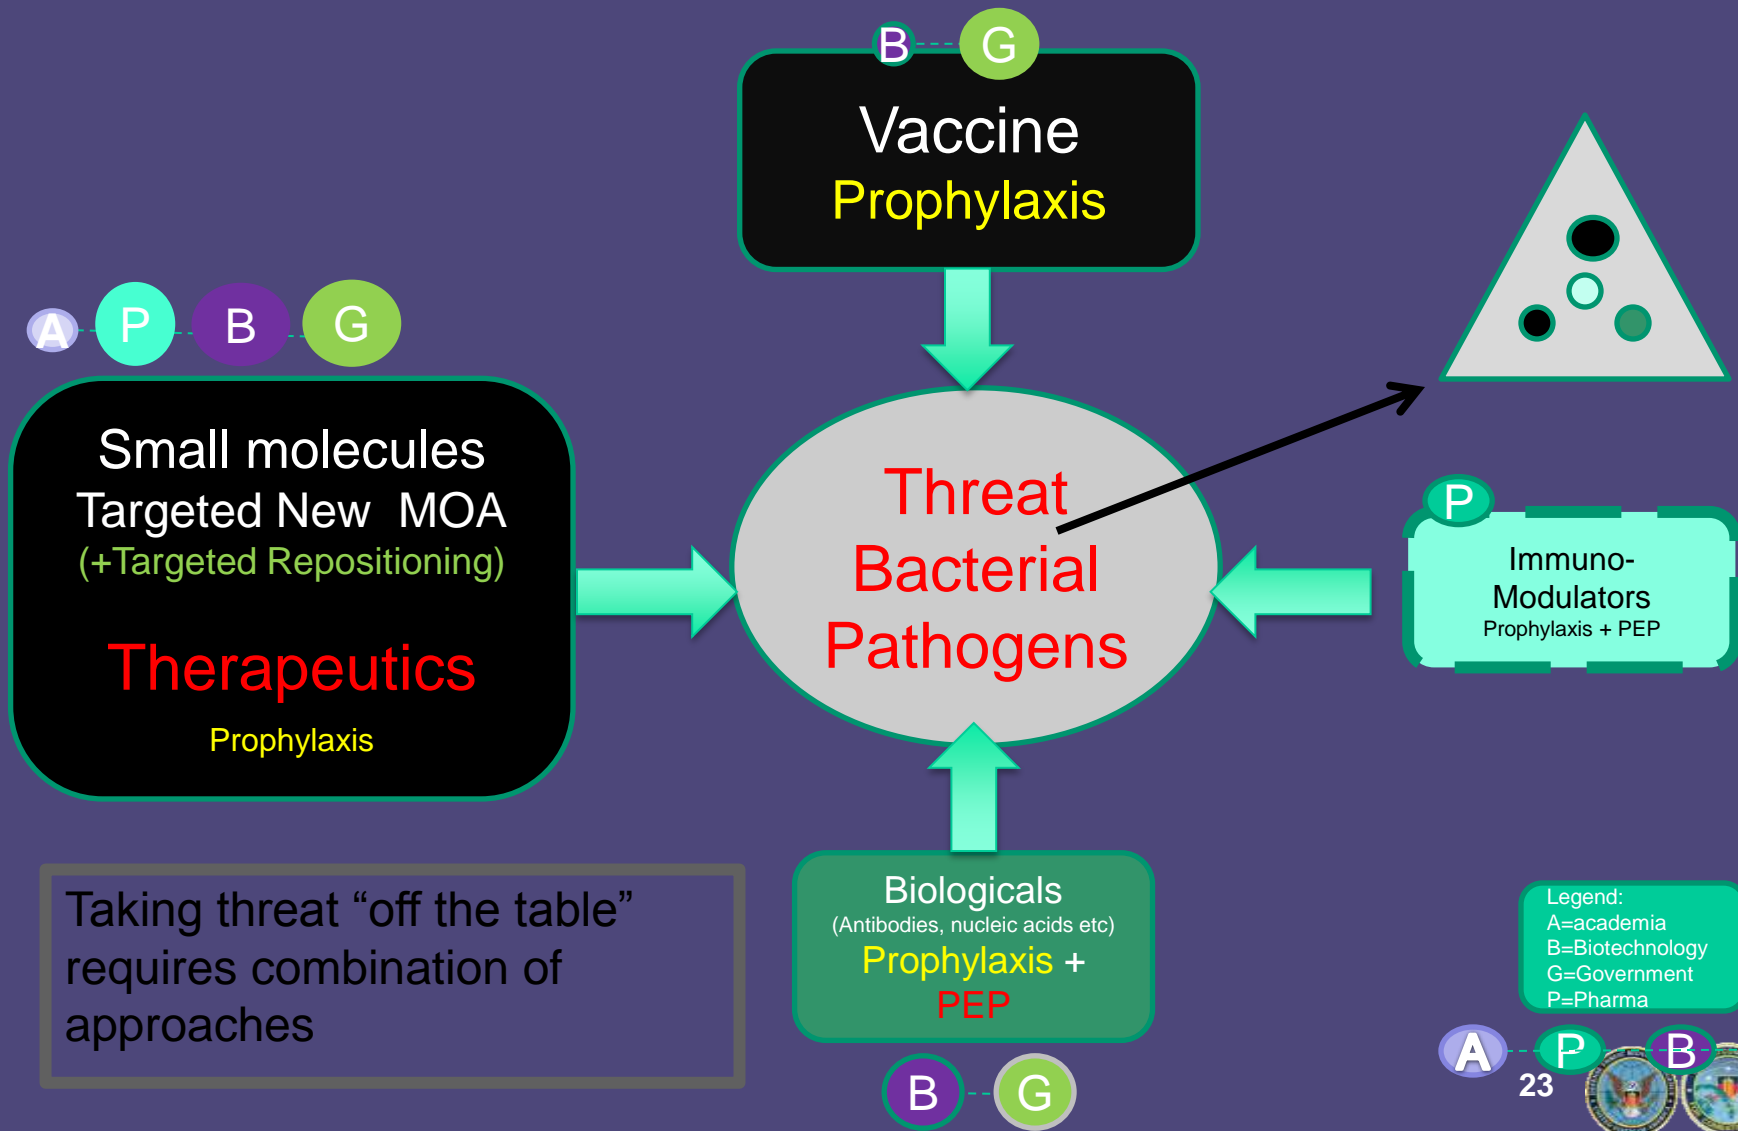 B G
Vaccine
Prophylaxis
A P B G
Small molecules
Targeted New MOA
(+Targeted Repositioning)
Therapeutics
Prophylaxis
Threat
Bacterial
Pathogens
P
Immuno-
Modulators
Prophylaxis + PEP
Taking threat “off the table”
requires combination of
approaches
Biologicals
(Antibodies, nucleic acids etc)
Prophylaxis +
PEP
B G
Legend:
A=academia
B=Biotechnology
G=Government
P=Pharma
A P B
23